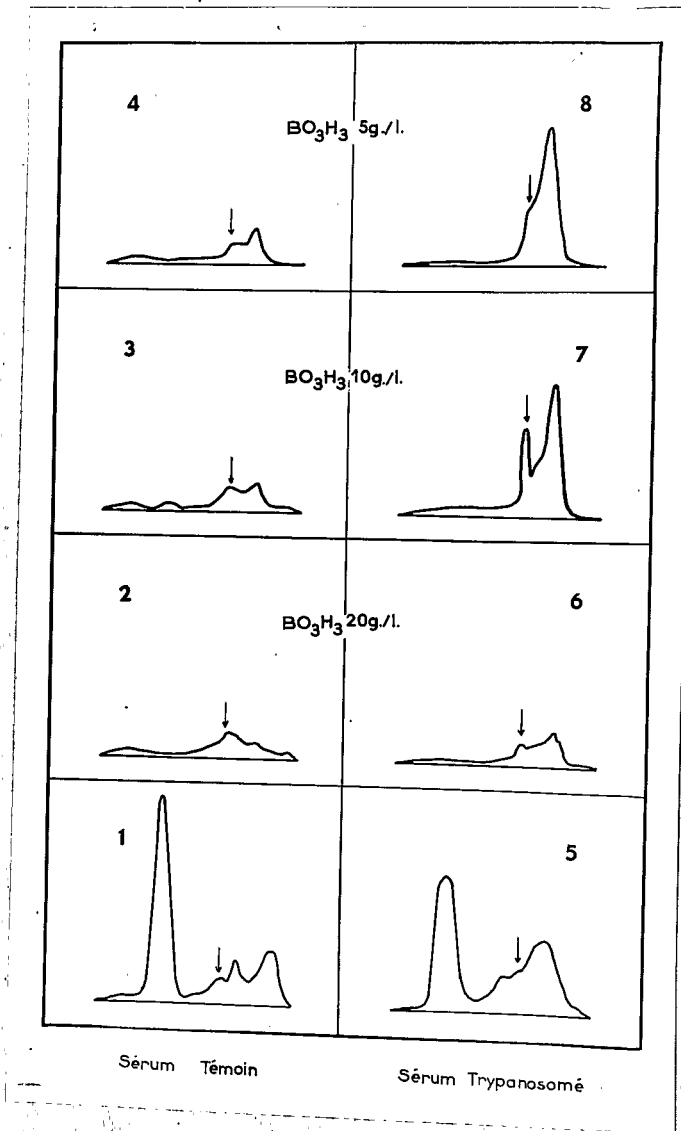 4 8
BO₃H₃ 5g./l.
3 7
BO₃H₃ 10g./l.
2 6
BO₃H₃ 20g./l.
1 5
Sérum Témoin Sérum Trypanosomé